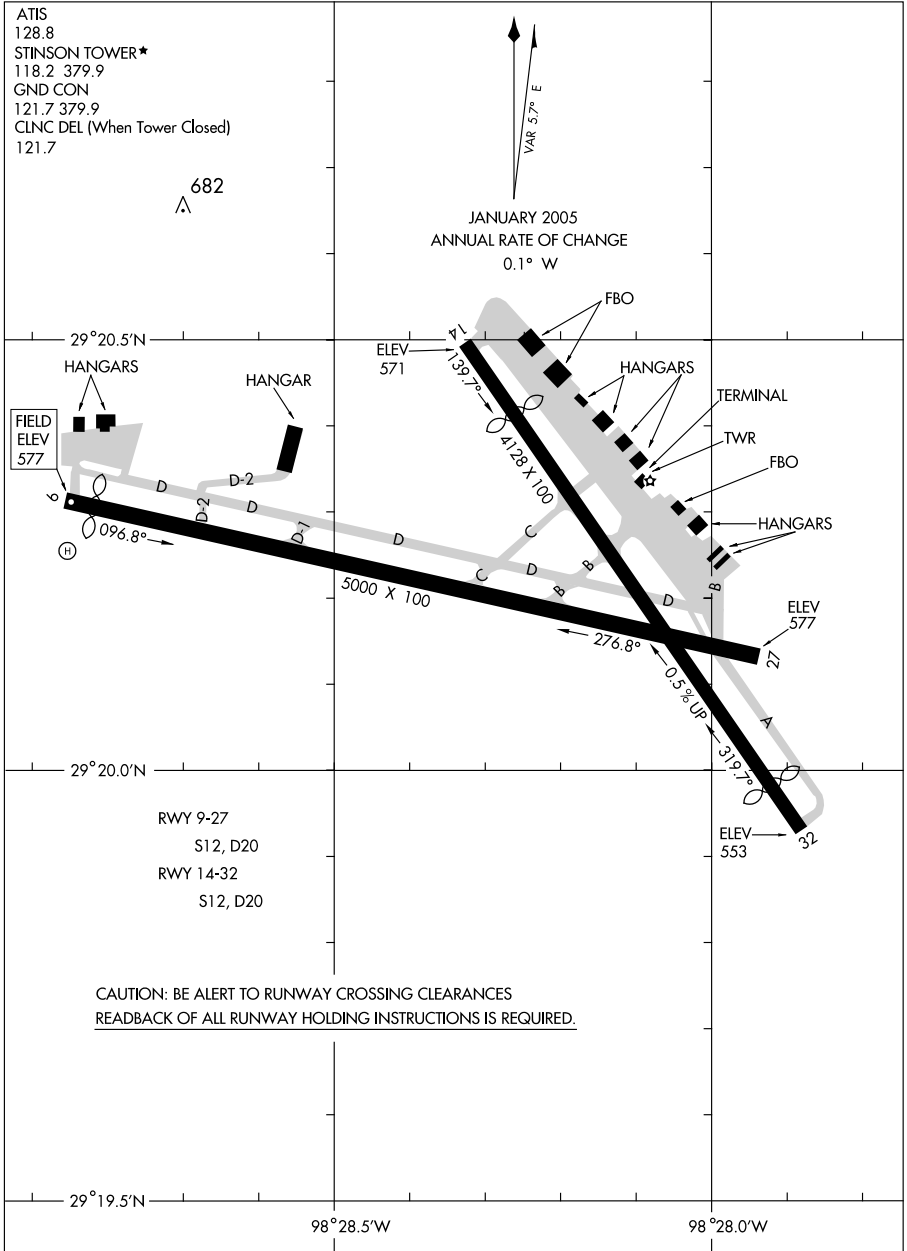 ATIS
128.8
STINSON TOWER★
118.2 379.9
GND CON
121.7 379.9
CLNC DEL (When Tower Closed)
121.7
682
VAR 5.7° E
JANUARY 2005
ANNUAL RATE OF CHANGE
0.1° W
29°20.5'N
HANGARS
HANGAR
FIELD
ELEV
577
9
096.8°
H
D
D-2
D-2
D
D-1
D
5000 X 100
14
ELEV
571
139.7°
4128 X 100
FBO
HANGARS
TERMINAL
TWR
FBO
HANGARS
C
C
D
B
B
D
B
276.8°
ELEV
577
27
0.5 % UP
A
319.7°
29°20.0'N
ELEV
553
32
RWY 9-27
S12, D20
RWY 14-32
S12, D20
CAUTION: BE ALERT TO RUNWAY CROSSING CLEARANCES
READBACK OF ALL RUNWAY HOLDING INSTRUCTIONS IS REQUIRED.
29°19.5'N
98°28.5'W
98°28.0'W